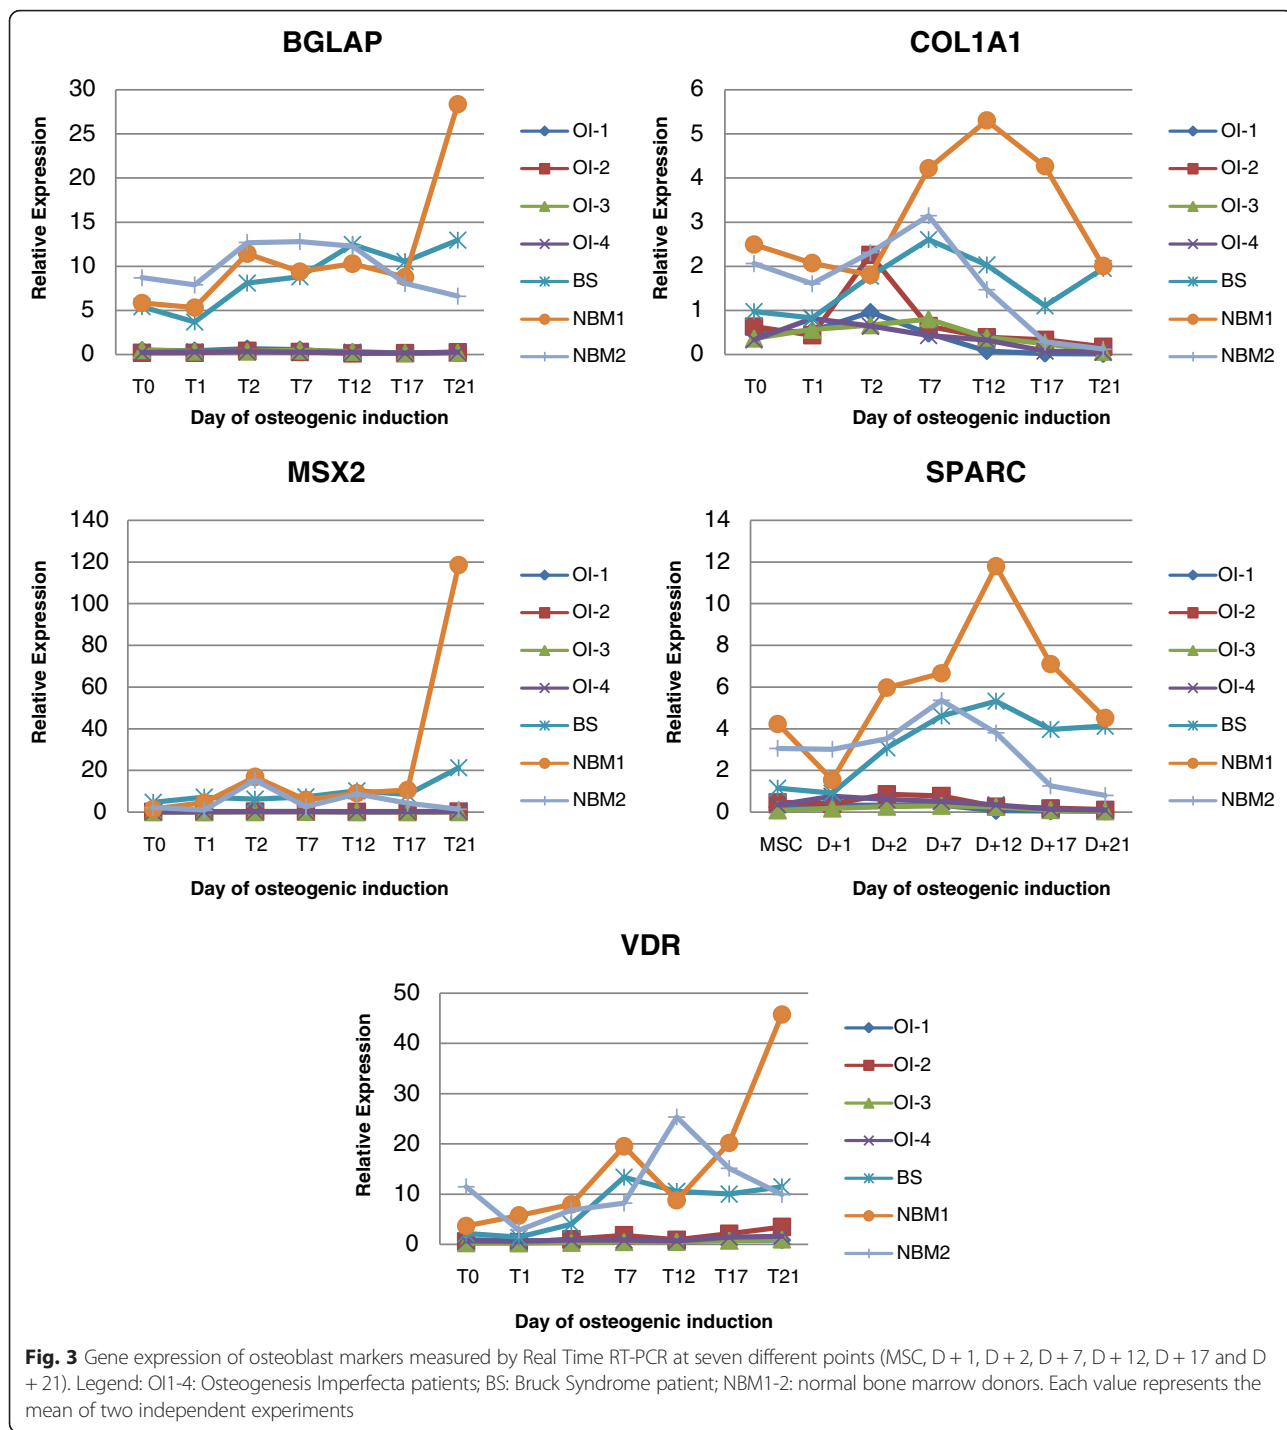 BGLAP
30
25
20
15
10
5
0
Relative Expression
T0 T1 T2 T7 T12 T17 T21
Day of osteogenic induction
OI-1
OI-2
OI-3
OI-4
BS
NBM1
NBM2
COL1A1
6
5
4
3
2
1
0
Relative Expression
T0 T1 T2 T7 T12 T17 T21
Day of osteogenic induction
OI-1
OI-2
OI-3
OI-4
BS
NBM1
NBM2
MSX2
140
120
100
80
60
40
20
0
Relative Expression
T0 T1 T2 T7 T12 T17 T21
Day of osteogenic induction
OI-1
OI-2
OI-3
OI-4
BS
NBM1
NBM2
SPARC
14
12
10
8
6
4
2
0
Relative Expression
MSC D+1 D+2 D+7 D+12 D+17 D+21
Day of osteogenic induction
OI-1
OI-2
OI-3
OI-4
BS
NBM1
NBM2
VDR
50
40
30
20
10
0
Relative Expression
T0 T1 T2 T7 T12 T17 T21
Day of osteogenic induction
OI-1
OI-2
OI-3
OI-4
BS
NBM1
NBM2
Fig. 3 Gene expression of osteoblast markers measured by Real Time RT-PCR at seven different points (MSC, D + 1, D + 2, D + 7, D + 12, D + 17 and D
+ 21). Legend: OI1-4: Osteogenesis Imperfecta patients; BS: Bruck Syndrome patient; NBM1-2: normal bone marrow donors. Each value represents the
mean of two independent experiments